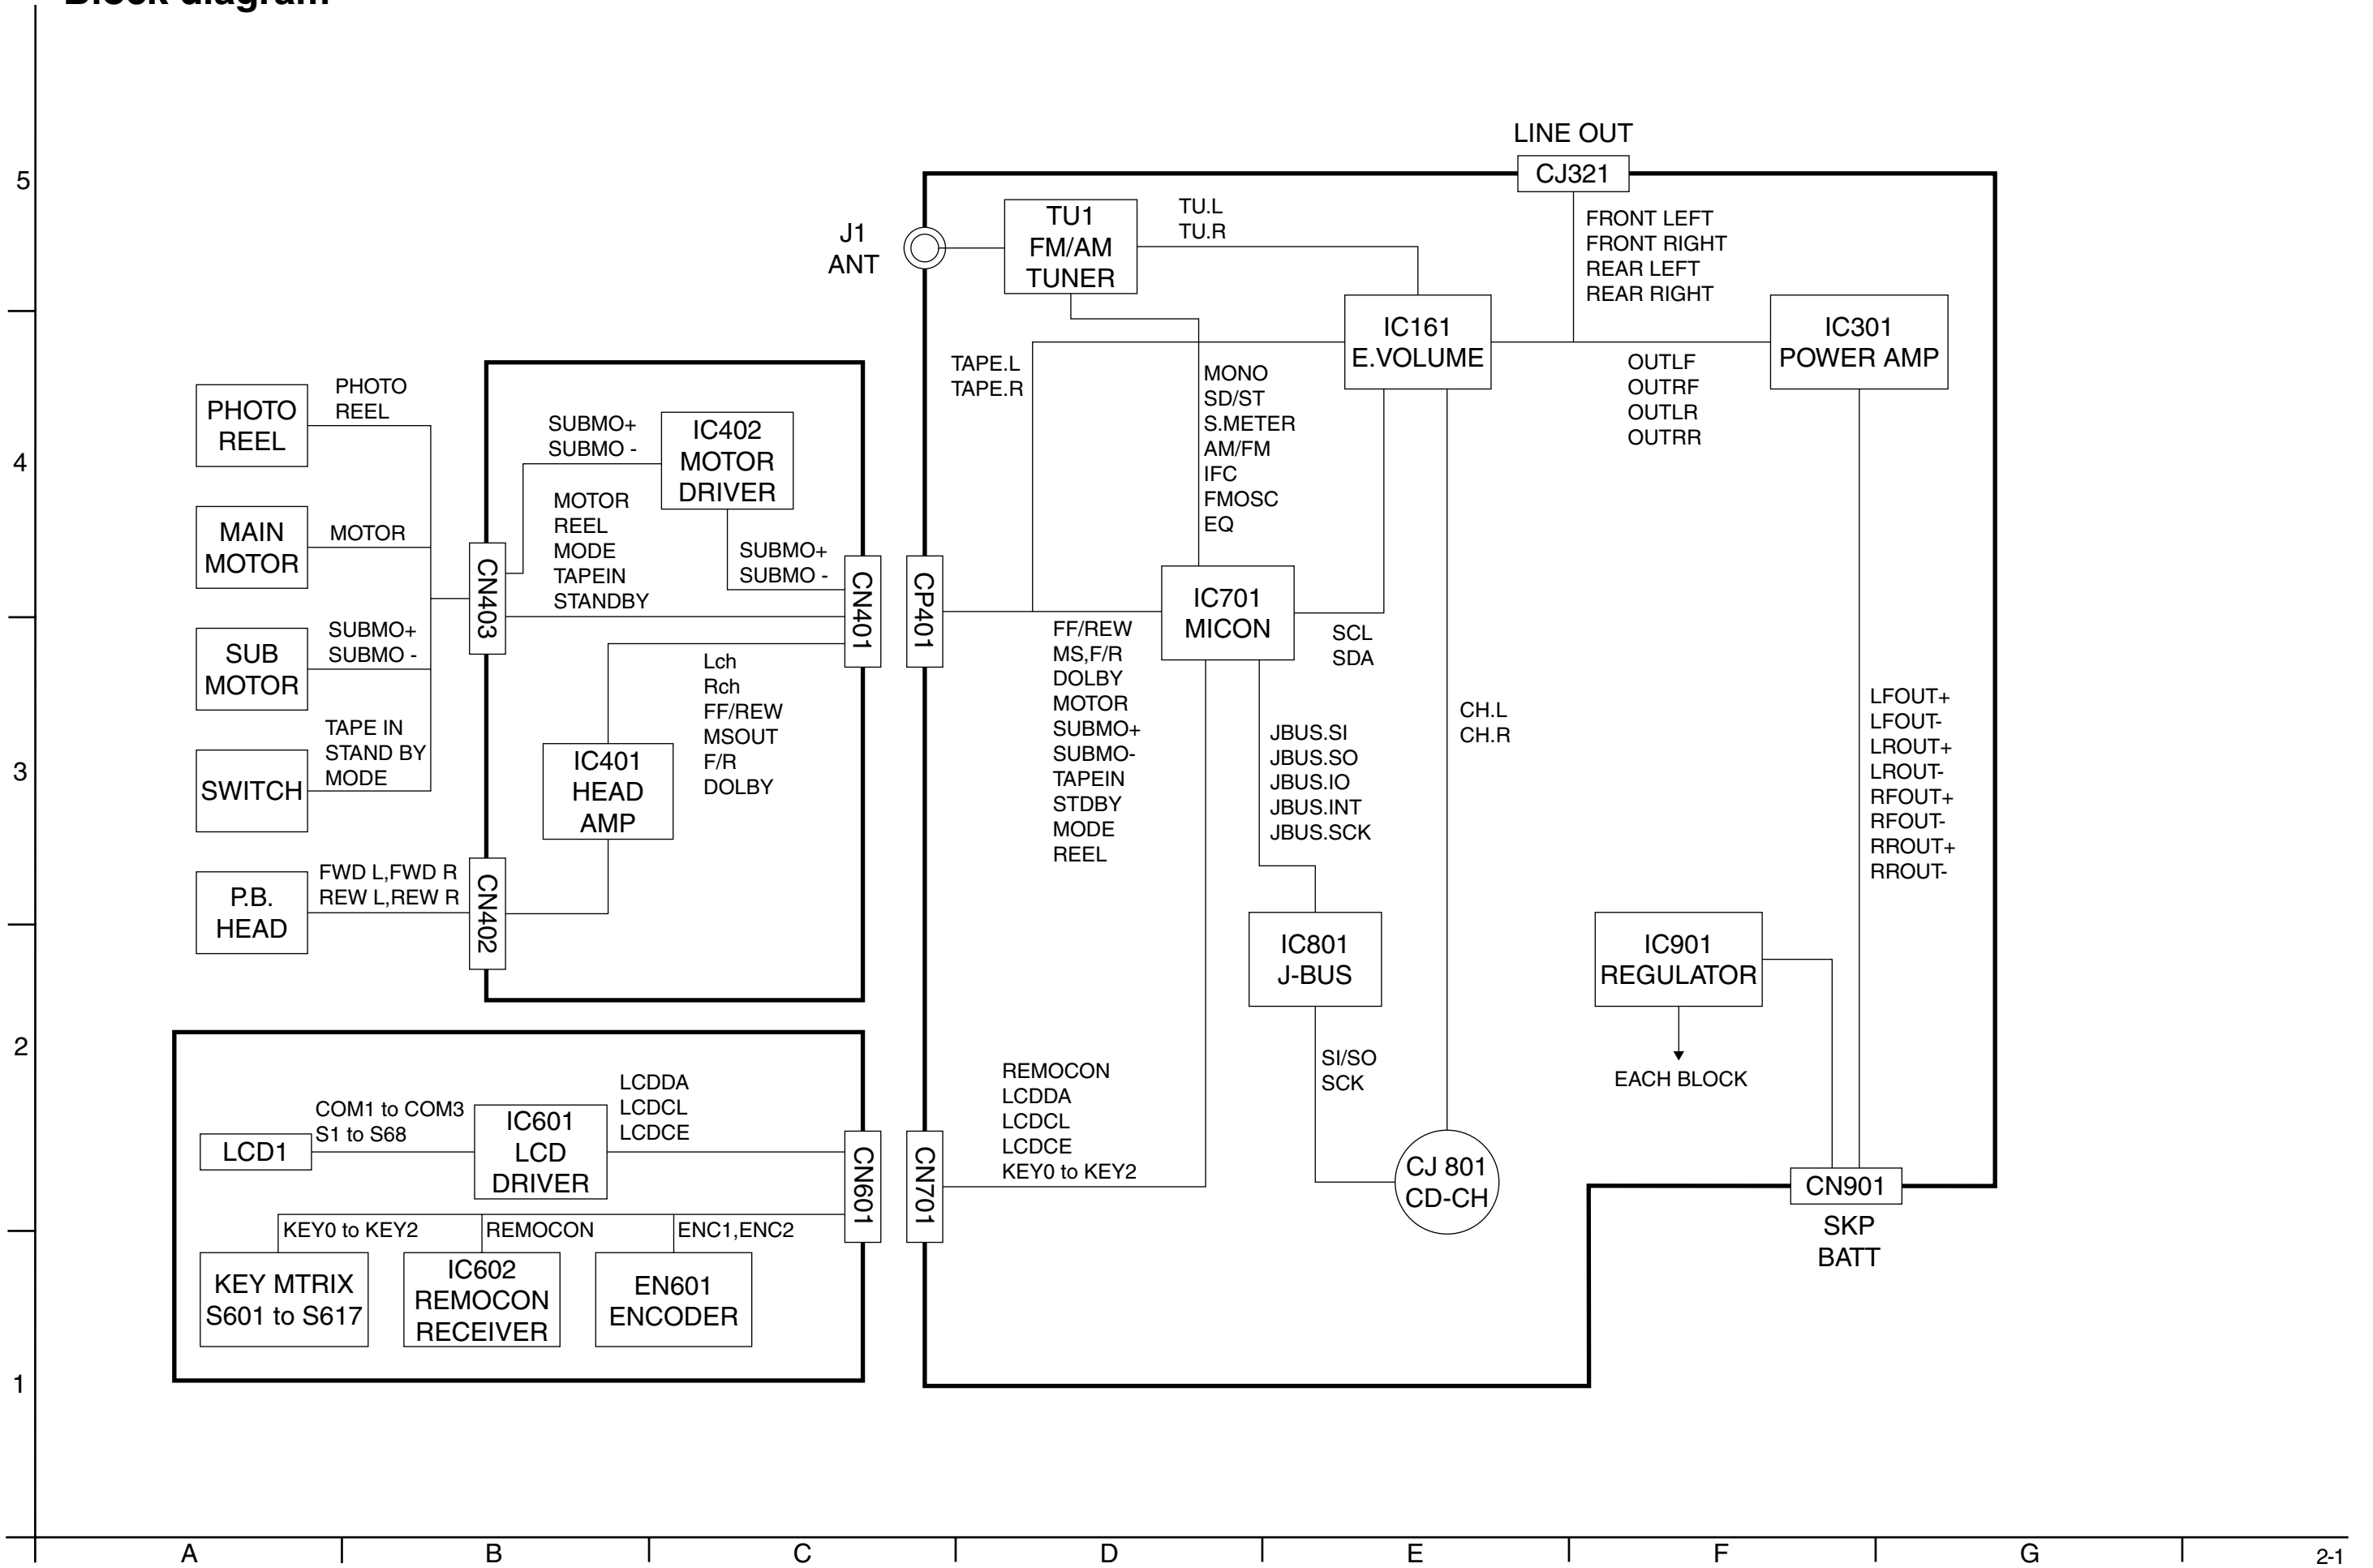 Block diagram
LINE OUT
CJ321
5
TU1
FM/AM
TUNER
TU.L
TU.R
J1
ANT
FRONT LEFT
FRONT RIGHT
REAR LEFT
REAR RIGHT
IC161
E.VOLUME
IC301
POWER AMP
TAPE.L
TAPE.R
MONO
SD/ST
S.METER
AM/FM
IFC
FMOSC
EQ
OUTLF
OUTRF
OUTLR
OUTRR
PHOTO
REEL
PHOTO
REEL
4
SUBMO+
SUBMO -
IC402
MOTOR
DRIVER
MAIN
MOTOR
MOTOR
MOTOR
REEL
MODE
TAPEIN
STANDBY
SUBMO+
SUBMO -
CN403
CN401
CP401
IC701
MICON
SCL
SDA
SUB
MOTOR
SUBMO+
SUBMO -
Lch
Rch
FF/REW
MSOUT
F/R
DOLBY
FF/REW
MS,F/R
DOLBY
MOTOR
SUBMO+
SUBMO-
TAPEIN
STDBY
MODE
REEL
CH.L
CH.R
LFOUT+
LFOUT-
LROUT+
LROUT-
RFOUT+
RFOUT-
RROUT+
RROUT-
JBUS.SI
JBUS.SO
JBUS.IO
JBUS.INT
JBUS.SCK
3
SWITCH
TAPE IN
STAND BY
MODE
IC401
HEAD
AMP
P.B.
HEAD
FWD L,FWD R
REW L,REW R
CN402
IC801
J-BUS
IC901
REGULATOR
2
SI/SO
SCK
EACH BLOCK
REMOCON
LCDDA
LCDCL
LCDCE
KEY0 to KEY2
LCD1
COM1 to COM3
S1 to S68
IC601
LCD
DRIVER
LCDDA
LCDCL
LCDCE
CN601
CN701
CJ 801
CD-CH
CN901
SKP
BATT
KEY0 to KEY2
REMOCON
ENC1,ENC2
KEY MTRIX
S601 to S617
IC602
REMOCON
RECEIVER
EN601
ENCODER
1
A
B
C
D
E
F
G
2-1